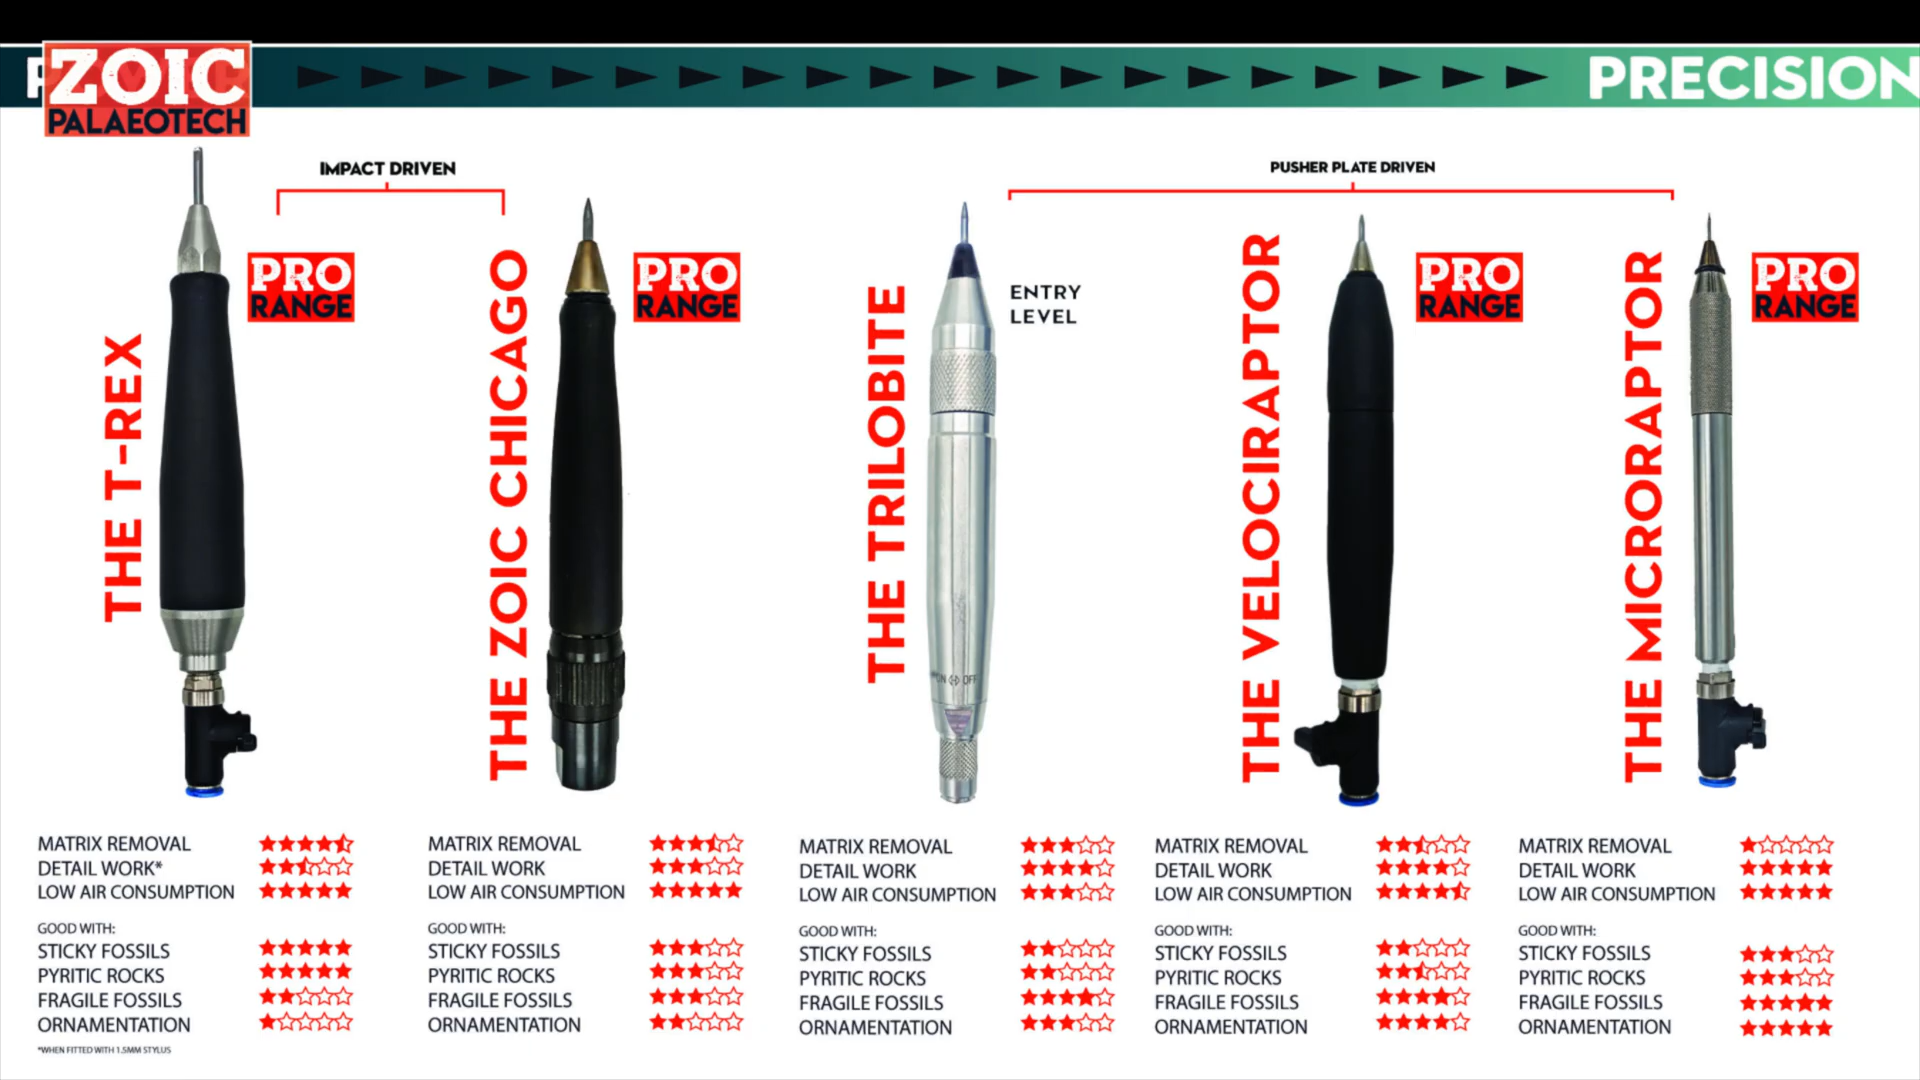 ZOIC
PALAEOTECH
PRECISION
IMPACT DRIVEN
PUSHER PLATE DRIVEN
THE T-REX
PRO
RANGE
THE ZOIC CHICAGO
PRO
RANGE
THE TRILOBITE
ENTRY
LEVEL
THE VELOCIRAPTOR
PRO
RANGE
THE MICRORAPTOR
PRO
RANGE
ON OFF
MATRIX REMOVAL
DETAIL WORK*
LOW AIR CONSUMPTION
GOOD WITH:
STICKY FOSSILS
PYRITIC ROCKS
FRAGILE FOSSILS
ORNAMENTATION
*WHEN FITTED WITH 1.5MM STYLUS
MATRIX REMOVAL
DETAIL WORK
LOW AIR CONSUMPTION
GOOD WITH:
STICKY FOSSILS
PYRITIC ROCKS
FRAGILE FOSSILS
ORNAMENTATION
MATRIX REMOVAL
DETAIL WORK
LOW AIR CONSUMPTION
GOOD WITH:
STICKY FOSSILS
PYRITIC ROCKS
FRAGILE FOSSILS
ORNAMENTATION
MATRIX REMOVAL
DETAIL WORK
LOW AIR CONSUMPTION
GOOD WITH:
STICKY FOSSILS
PYRITIC ROCKS
FRAGILE FOSSILS
ORNAMENTATION
MATRIX REMOVAL
DETAIL WORK
LOW AIR CONSUMPTION
GOOD WITH:
STICKY FOSSILS
PYRITIC ROCKS
FRAGILE FOSSILS
ORNAMENTATION